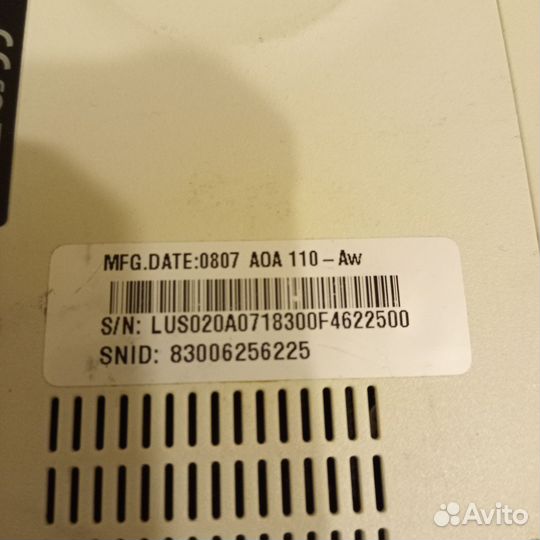 MFG.DATE:0807 AOA 110-Aw
S/N: LUS020A0718300F4622500
SNID: 83006256225
Avito